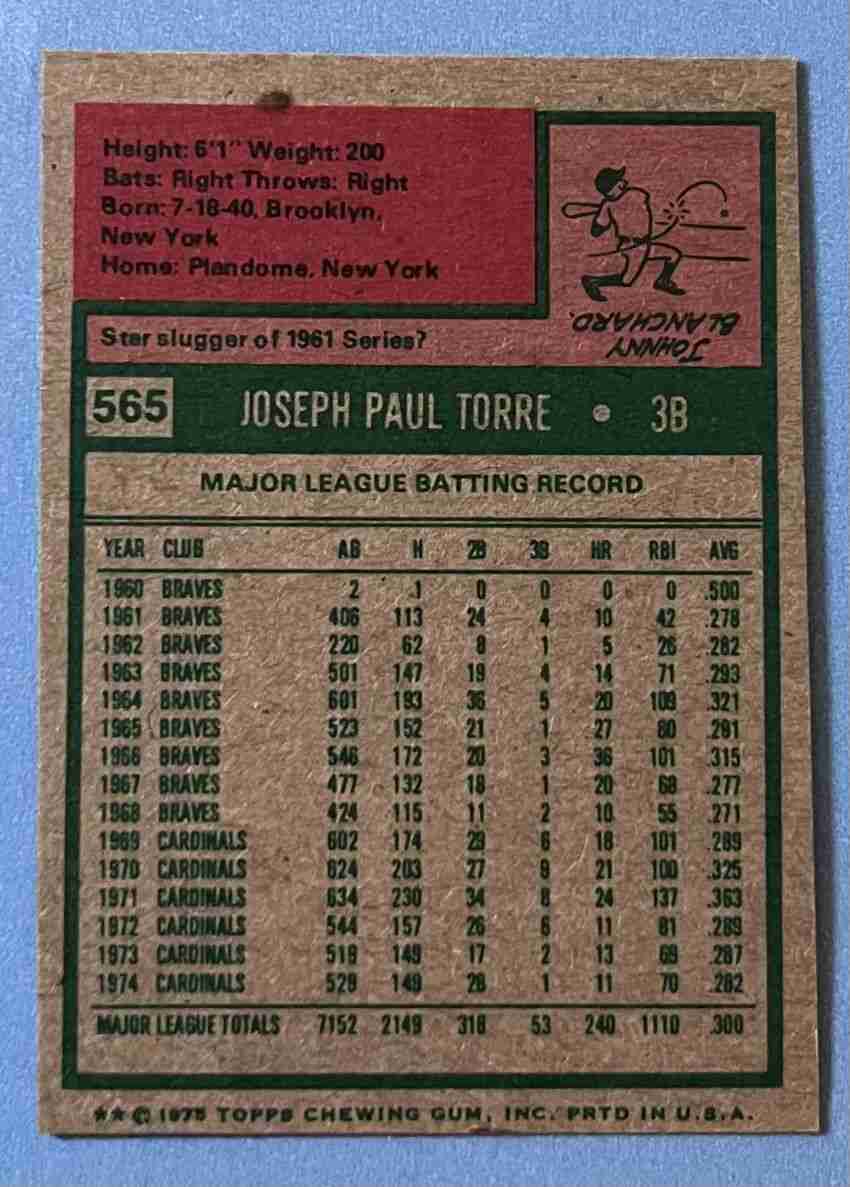 Height: 6'1" Weight: 200
Bats: Right Throws: Right
Born: 7-18-40, Brooklyn,
New York
Home: Plandome, New York
JOHNNY
BLANCHARD.
Star slugger of 1961 Series?
565 JOSEPH PAUL TORRE • 3B
MAJOR LEAGUE BATTING RECORD
YEAR CLUB AB H 2B 3B HR RBI AVG
1960 BRAVES 2 1 0 0 0 0 .500
1961 BRAVES 406 113 24 4 10 42 .278
1962 BRAVES 220 62 8 1 5 26 .282
1963 BRAVES 501 147 19 4 14 71 .293
1964 BRAVES 601 193 36 5 20 109 .321
1965 BRAVES 523 152 21 1 27 80 .291
1966 BRAVES 546 172 20 3 36 101 .315
1967 BRAVES 477 132 18 1 20 68 .277
1968 BRAVES 424 115 11 2 10 55 .271
1969 CARDINALS 602 174 29 6 18 101 .289
1970 CARDINALS 624 203 27 9 21 100 .325
1971 CARDINALS 634 230 34 8 24 137 .363
1972 CARDINALS 544 157 26 6 11 81 .289
1973 CARDINALS 519 149 17 2 13 69 .287
1974 CARDINALS 529 149 28 1 11 70 .282
MAJOR LEAGUE TOTALS 7152 2149 318 53 240 1110 .300
★★ © 1975 TOPPS CHEWING GUM, INC. PRTD IN U.S.A.